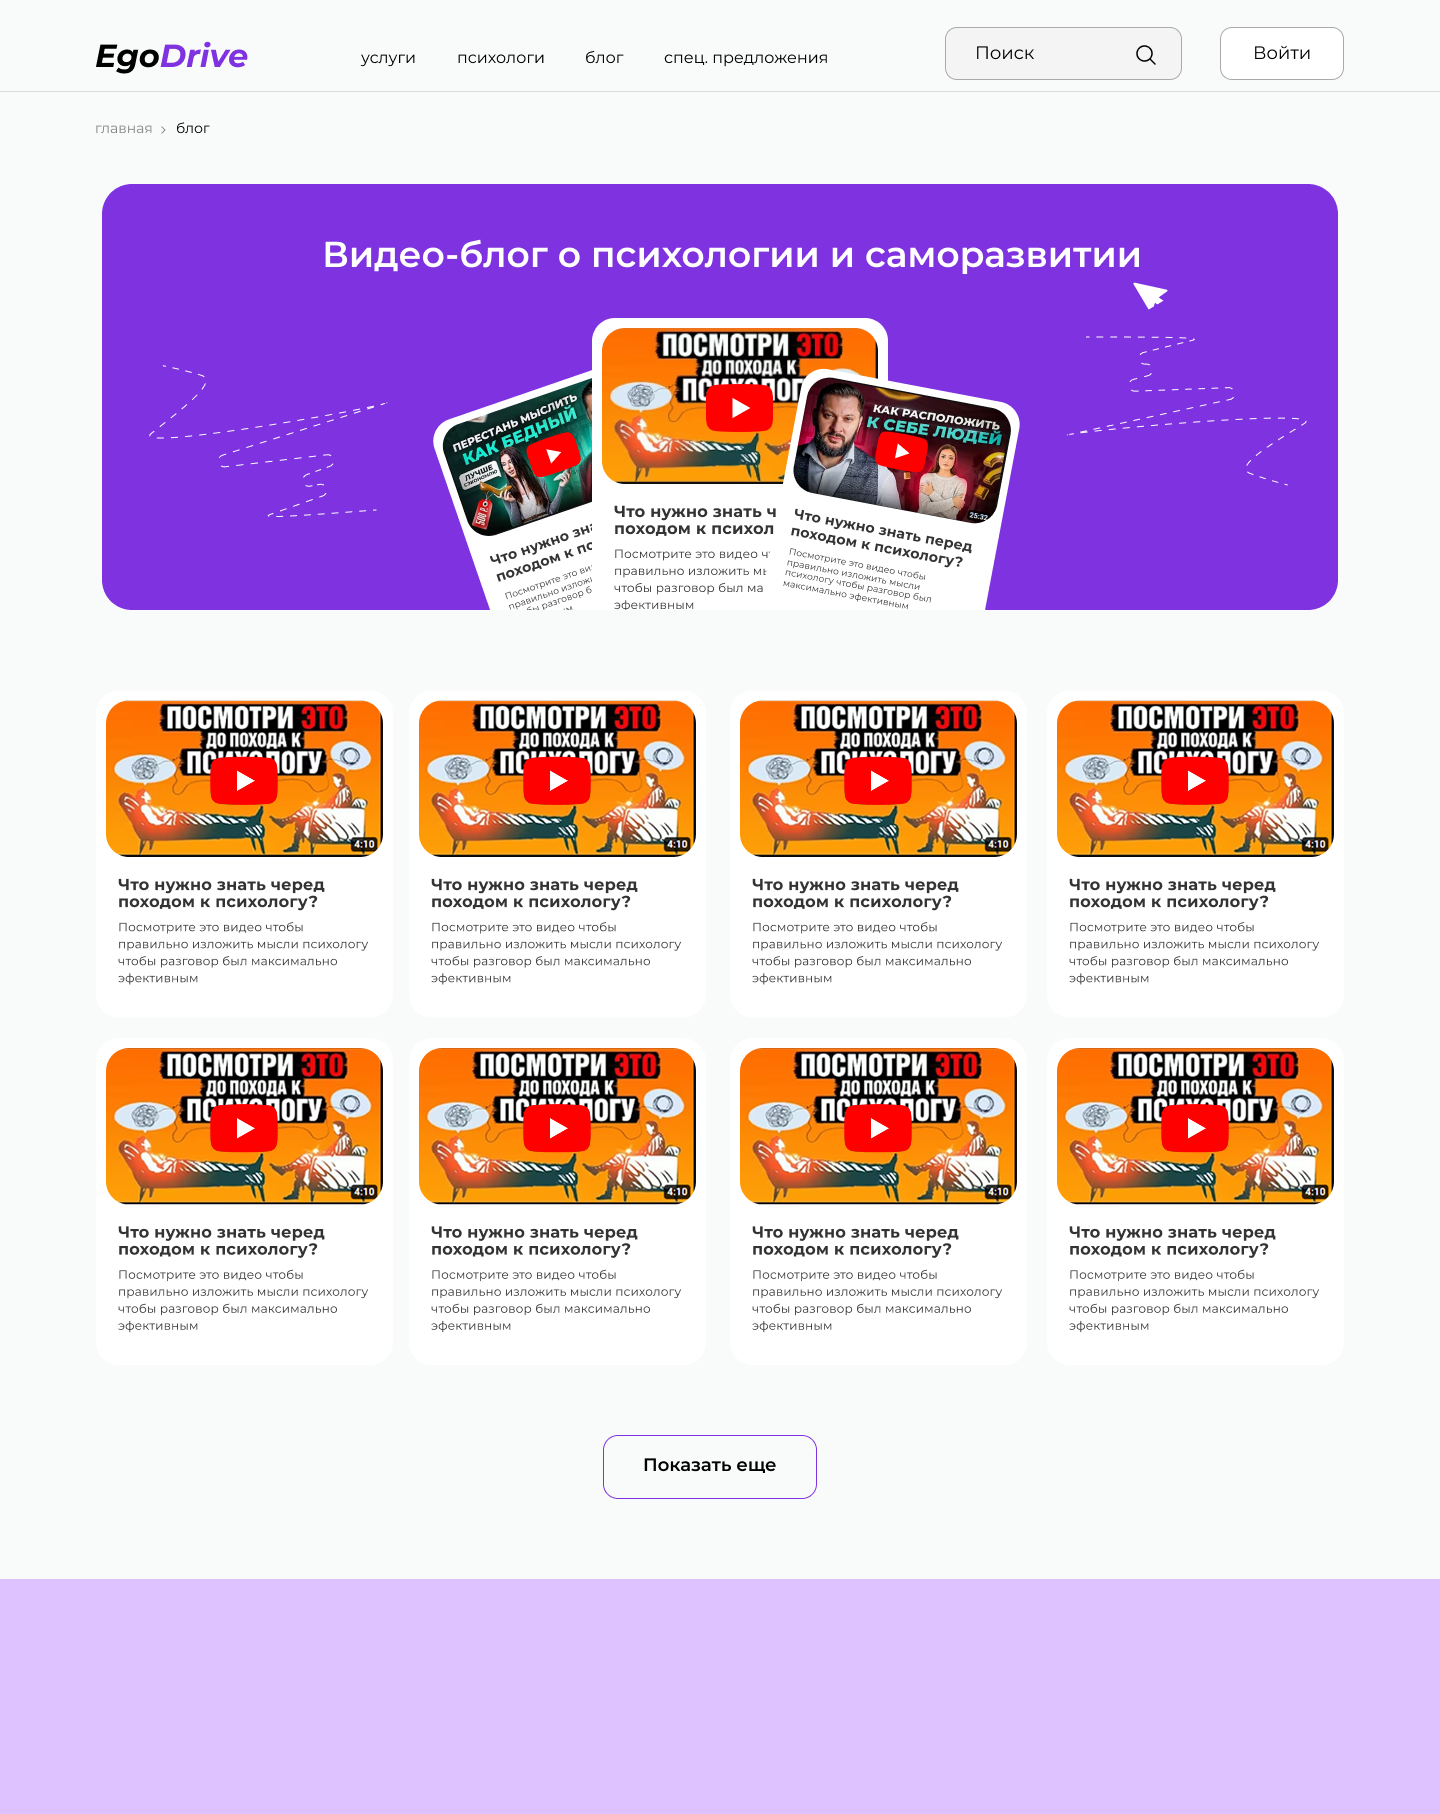 EgoDrive
услуги
психологи
блог
спец. предложения
Поиск
Войти
главная
блог
Видео-блог о психологии и саморазвитии
ПЕРЕСТАНЬ МЫСЛИТЬ
КАК БЕДНЫЙ
ЛУЧШЕ
СЭКОНОМЛЮ
500 Р.
Что нужно зна
походом к по
Посмотрите это ви
правильно излож
бы разговор б
ым
ПОСМОТРИ ЭТО
ДО ПОХОДА К
Что нужно знать ч
походом к психол
Посмотрите это видео ч
правильно изложить м
чтобы разговор был ма
эфективным
КАК РАСПОЛОЖИТЬ
К СЕБЕ ЛЮДЕЙ
25:32
Что нужно знать перед
походом к психологу?
Посмотрите это видео чтобы
правильно изложить мысли
психологу чтобы разговор был
максимально эфективным
ПОСМОТРИ ЭТО
ДО ПОХОДА К
ПСИХОЛОГУ
4:10
Что нужно знать черед
походом к психологу?
Посмотрите это видео чтобы
правильно изложить мысли психологу
чтобы разговор был максимально
эфективным
ПОСМОТРИ ЭТО
ДО ПОХОДА К
ПСИХОЛОГУ
4:10
Что нужно знать черед
походом к психологу?
Посмотрите это видео чтобы
правильно изложить мысли психологу
чтобы разговор был максимально
эфективным
ПОСМОТРИ ЭТО
ДО ПОХОДА К
ПСИХОЛОГУ
4:10
Что нужно знать черед
походом к психологу?
Посмотрите это видео чтобы
правильно изложить мысли психологу
чтобы разговор был максимально
эфективным
ПОСМОТРИ ЭТО
ДО ПОХОДА К
ПСИХОЛОГУ
4:10
Что нужно знать черед
походом к психологу?
Посмотрите это видео чтобы
правильно изложить мысли психологу
чтобы разговор был максимально
эфективным
ПОСМОТРИ ЭТО
ДО ПОХОДА К
ПСИХОЛОГУ
4:10
Что нужно знать черед
походом к психологу?
Посмотрите это видео чтобы
правильно изложить мысли психологу
чтобы разговор был максимально
эфективным
ПОСМОТРИ ЭТО
ДО ПОХОДА К
ПСИХОЛОГУ
4:10
Что нужно знать черед
походом к психологу?
Посмотрите это видео чтобы
правильно изложить мысли психологу
чтобы разговор был максимально
эфективным
ПОСМОТРИ ЭТО
ДО ПОХОДА К
ПСИХОЛОГУ
4:10
Что нужно знать черед
походом к психологу?
Посмотрите это видео чтобы
правильно изложить мысли психологу
чтобы разговор был максимально
эфективным
ПОСМОТРИ ЭТО
ДО ПОХОДА К
ПСИХОЛОГУ
4:10
Что нужно знать черед
походом к психологу?
Посмотрите это видео чтобы
правильно изложить мысли психологу
чтобы разговор был максимально
эфективным
Показать еще